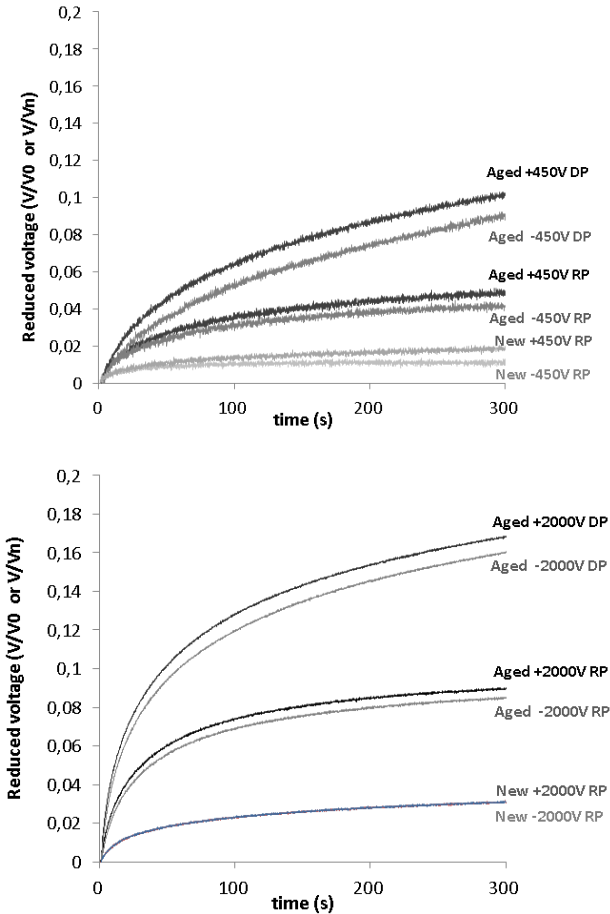 0,2
0,18
0,16
0,14
0,12
0,1
0,08
0,06
0,04
0,02
0
Reduced voltage (V/V0 or V/Vn)
Aged +450V DP
Aged -450V DP
Aged +450V RP
Aged -450V RP
New +450V RP
New -450V RP
0 100 200 300
time (s)
0,2
0,18
0,16
0,14
0,12
0,1
0,08
0,06
0,04
0,02
0
Reduced voltage (V/V0 or V/Vn)
Aged +2000V DP
Aged -2000V DP
Aged +2000V RP
Aged -2000V RP
New +2000V RP
New -2000V RP
0 100 200 300
time (s)